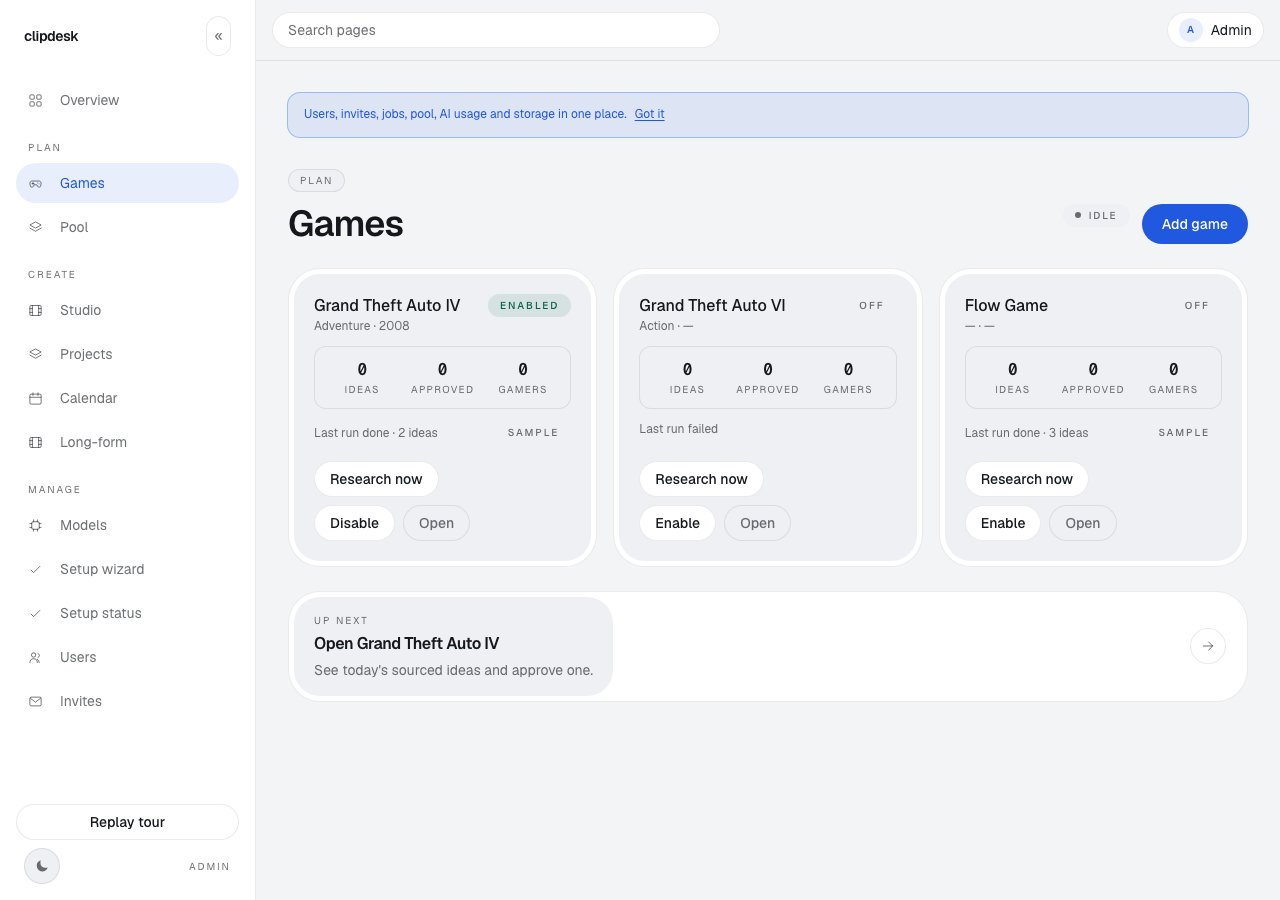 clipdesk
«
Search pages
A Admin
Overview
PLAN
Games
Pool
CREATE
Studio
Projects
Calendar
Long-form
MANAGE
Models
Setup wizard
Setup status
Users
Invites
Replay tour
ADMIN
Users, invites, jobs, pool, AI usage and storage in one place. Got it
PLAN
Games
IDLE
Add game
Grand Theft Auto IV ENABLED
Adventure · 2008
0 0 0
IDEAS APPROVED GAMERS
Last run done · 2 ideas SAMPLE
Research now
Disable Open
Grand Theft Auto VI OFF
Action · —
0 0 0
IDEAS APPROVED GAMERS
Last run failed
Research now
Enable Open
Flow Game OFF
— · —
0 0 0
IDEAS APPROVED GAMERS
Last run done · 3 ideas SAMPLE
Research now
Enable Open
UP NEXT
Open Grand Theft Auto IV
See today's sourced ideas and approve one.